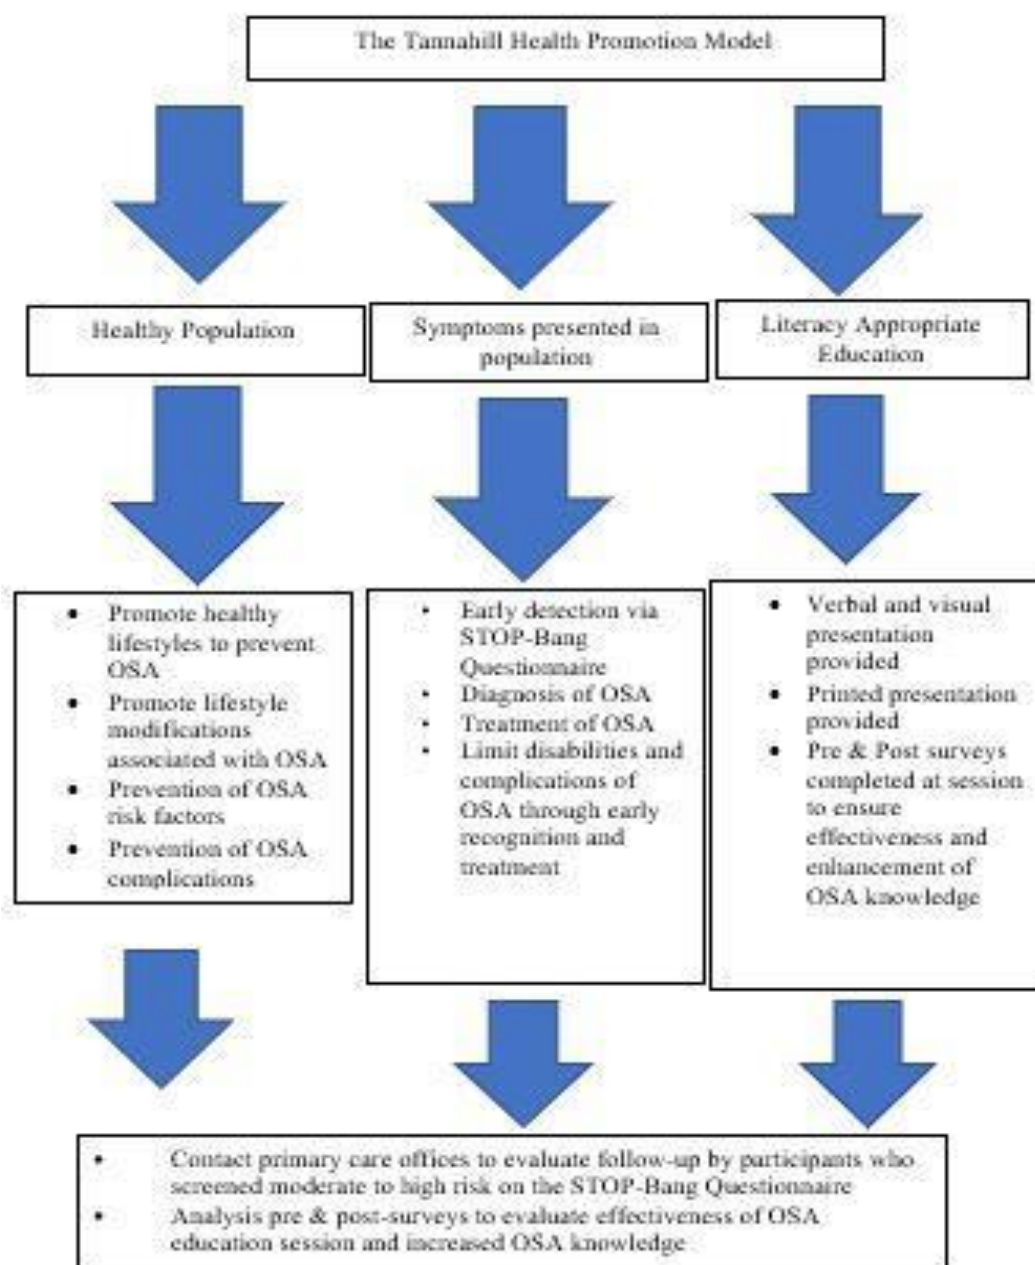 The Tannahill Health Promotion Model
Healthy Population
Symptoms presented in
population
Literacy Appropriate
Education
• Promote healthy
lifestyles to prevent
OSA
• Promote lifestyle
modifications
associated with OSA
• Prevention of OSA
risk factors
• Prevention of OSA
complications
• Early detection via
STOP-Bang
Questionnaire
• Diagnosis of OSA
• Treatment of OSA
• Limit disabilities and
complications of
OSA through early
recognition and
treatment
• Verbal and visual
presentation
provided
• Printed presentation
provided
• Pre & Post surveys
completed at session
to ensure
effectiveness and
enhancement of
OSA knowledge
• Contact primary care offices to evaluate follow-up by participants who
screened moderate to high risk on the STOP-Bang Questionnaire
• Analysis pre & post-surveys to evaluate effectiveness of OSA
education session and increased OSA knowledge